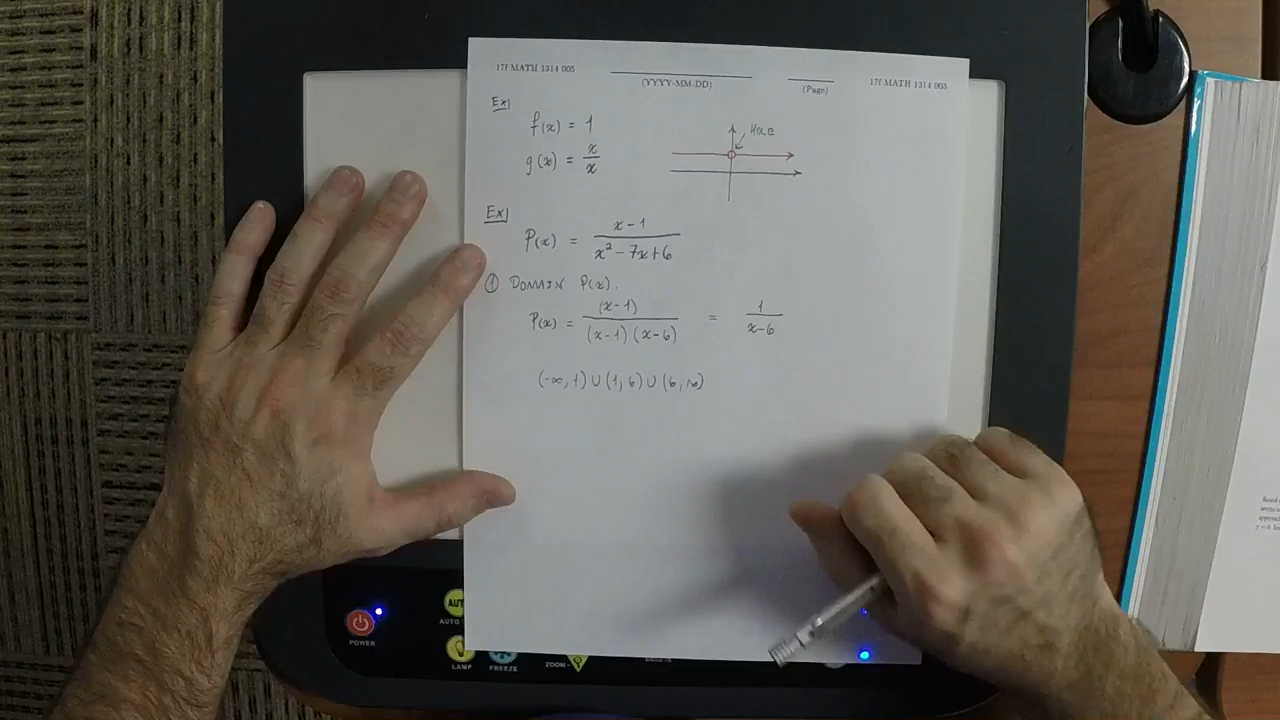 17f MATH 1314 005
(YYYY-MM-DD)
(Page)
17f MATH 1314 005
Ex|
f(x) = 1
g(x) = x/x
HOLE
Ex|
P(x) = (x-1)/(x² - 7x + 6)
① DOMAIN P(x).
P(x) = (x-1)/((x-1)(x-6)) = 1/(x-6)
(-∞, 1) ∪ (1, 6) ∪ (6, ∞)
POWER
AUTO
LAMP
FREEZE
ZOOM -